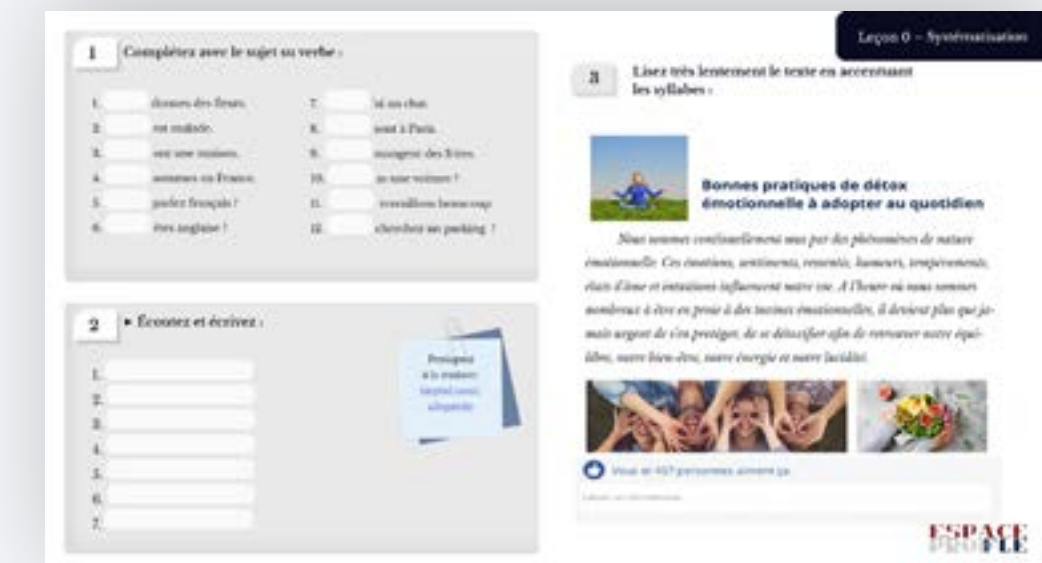 1 Complétez avec le sujet su verbe :
1. donnes des fleurs.
2. est malade.
3. ont une maison.
4. sommes en France.
5. parlez français ?
6. êtes anglaise ?
7. 'ai un chat.
8. sont à Paris.
9. mangent des frites.
10. as une voiture ?
11. travaillons beaucoup
12. cherchez un parking ?
2 ▸ Écoutez et écrivez :
1.
2.
3.
4.
5.
6.
7.
Pratiquez
à la maison:
Leçon 0 – Systématisation
3 Lisez très lentement le texte en accentuant
les syllabes :
Bonnes pratiques de détox
émotionnelle à adopter au quotidien
Nous sommes continuellement mus par des phénomènes de nature
émotionnelle. Ces émotions, sentiments, ressentis, humeurs, tempéraments,
états d'âme et intuitions influencent notre vie. A l'heure où nous sommes
nombreux à être en proie à des toxines émotionnelles, il devient plus que ja-
mais urgent de s'en protéger, de se détoxifier afin de retrouver notre équi-
libre, notre bien-être, notre énergie et notre lucidité.
Vous et 457 personnes aiment ça
ESPACE
PROF FLE